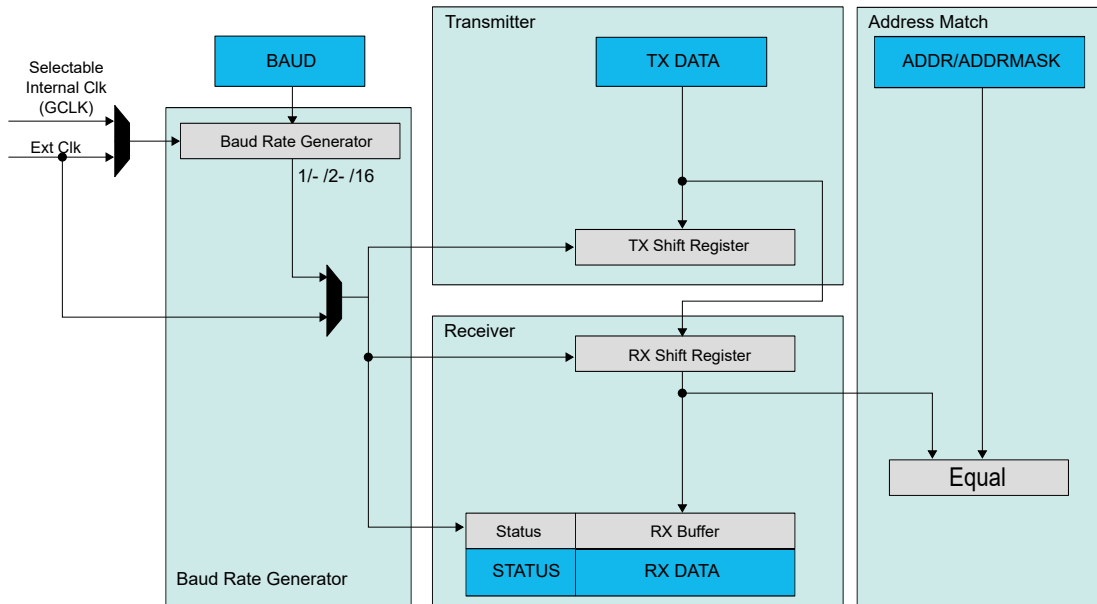 Transmitter
Address Match
BAUD
TX DATA
ADDR/ADDRMASK
Selectable
Internal Clk
(GCLK)
Ext Clk
Baud Rate Generator
1/- /2- /16
TX Shift Register
Receiver
RX Shift Register
Equal
Status
RX Buffer
STATUS
RX DATA
Baud Rate Generator